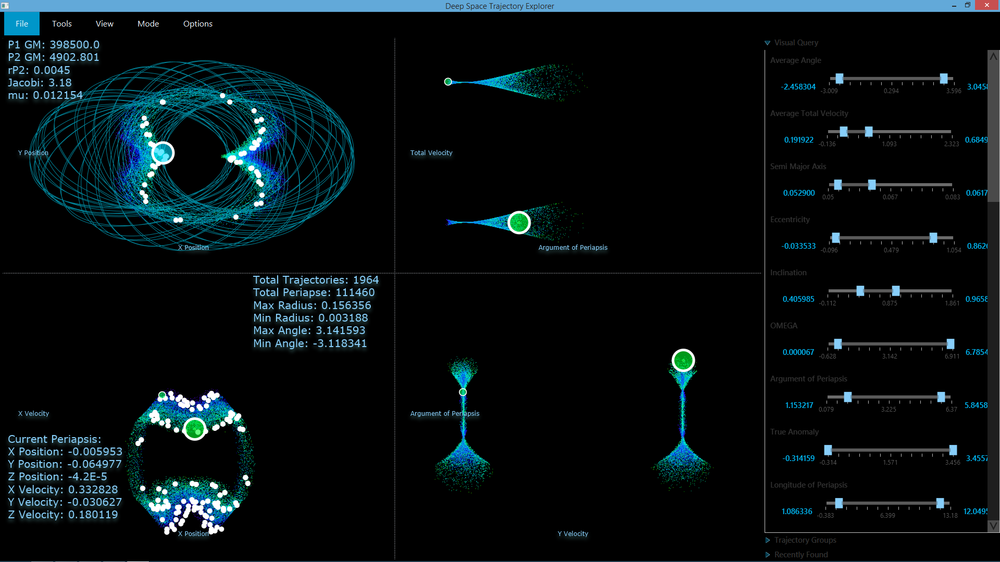 Deep Space Trajectory Explorer
File Tools View Mode Options
P1 GM: 398500.0
P2 GM: 4902.801
rP2: 0.0045
Jacobi: 3.18
mu: 0.012154
Y Position
X Position
Total Velocity
Argument of Periapsis
Total Trajectories: 1964
Total Periapse: 111460
Max Radius: 0.156356
Min Radius: 0.003188
Max Angle: 3.141593
Min Angle: -3.118341
X Velocity
Current Periapsis:
X Position: -0.005953
Y Position: -0.064977
Z Position: -4.2E-5
X Velocity: 0.332828
Y Velocity: -0.030627
Z Velocity: 0.180119
X Position
Argument of Periapsis
Y Velocity
Visual Query
Average Angle
-2.458304 -3.009 0.294 3.596 3.0458
Average Total Velocity
0.191922 -0.136 1.093 2.323 0.6849
Semi Major Axis
0.052900 0.05 0.067 0.083 0.0617
Eccentricity
-0.033533 -0.096 0.479 1.054 0.8626
Inclination
0.405985 -0.112 0.875 1.861 0.9658
OMEGA
0.000067 -0.628 3.142 6.911 6.7854
Argument of Periapsis
1.153217 0.079 3.225 6.37 5.8458
True Anomaly
-0.314159 -0.314 1.571 3.456 3.4557
Longitude of Periapsis
1.086336 -0.383 6.399 13.18 12.0495
Trajectory Groups
Recently Found